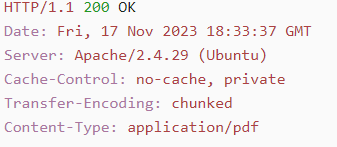 HTTP/1.1 200 OK
Date: Fri, 17 Nov 2023 18:33:37 GMT
Server: Apache/2.4.29 (Ubuntu)
Cache-Control: no-cache, private
Transfer-Encoding: chunked
Content-Type: application/pdf